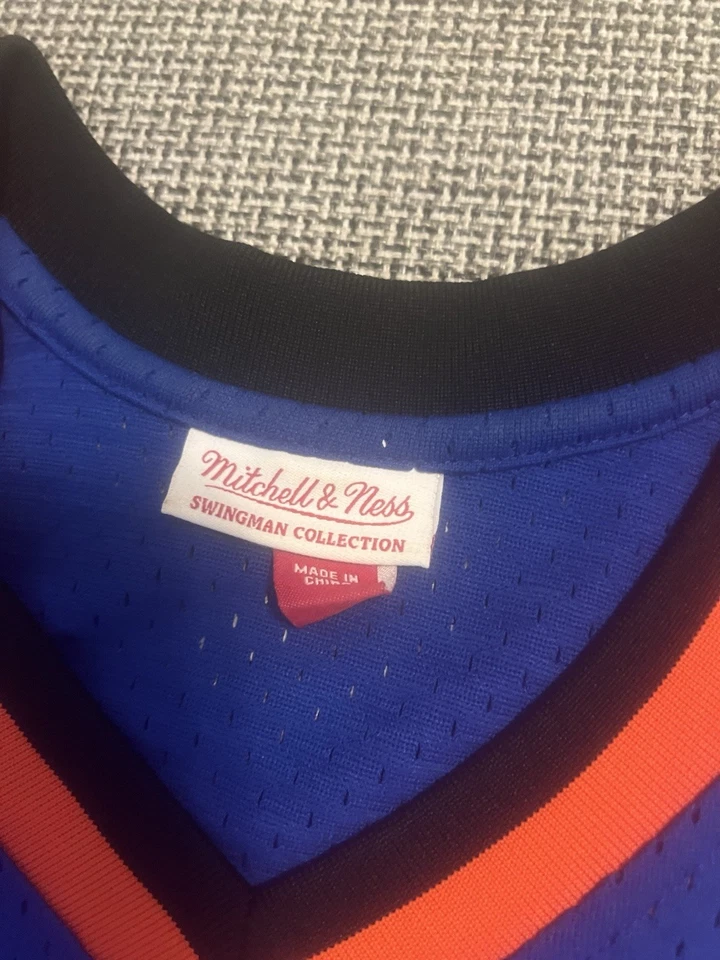 Mitchell & Ness
SWINGMAN COLLECTION
MADE IN
CHINA